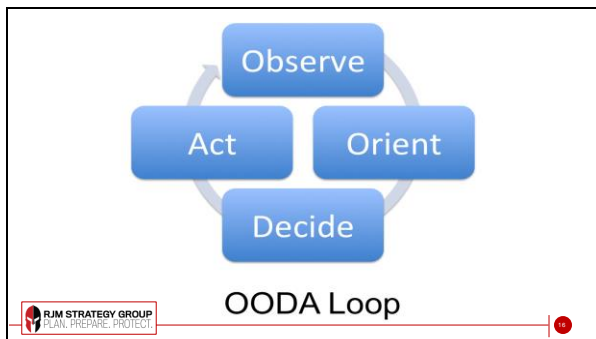 Observe
Act
Orient
Decide
OODA Loop
RJM STRATEGY GROUP
PLAN. PREPARE. PROTECT.
16